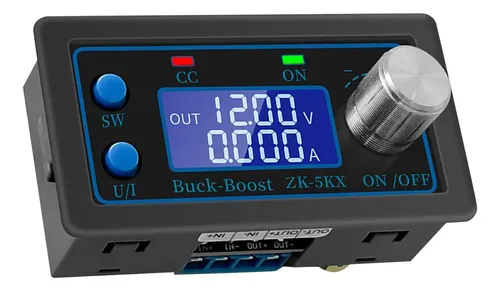 CC ON
SW
OUT 12.00 V
0.000 A
U/I
Buck-Boost ZK-5KX ON /OFF
IN+ IN- OUT+ OUT-